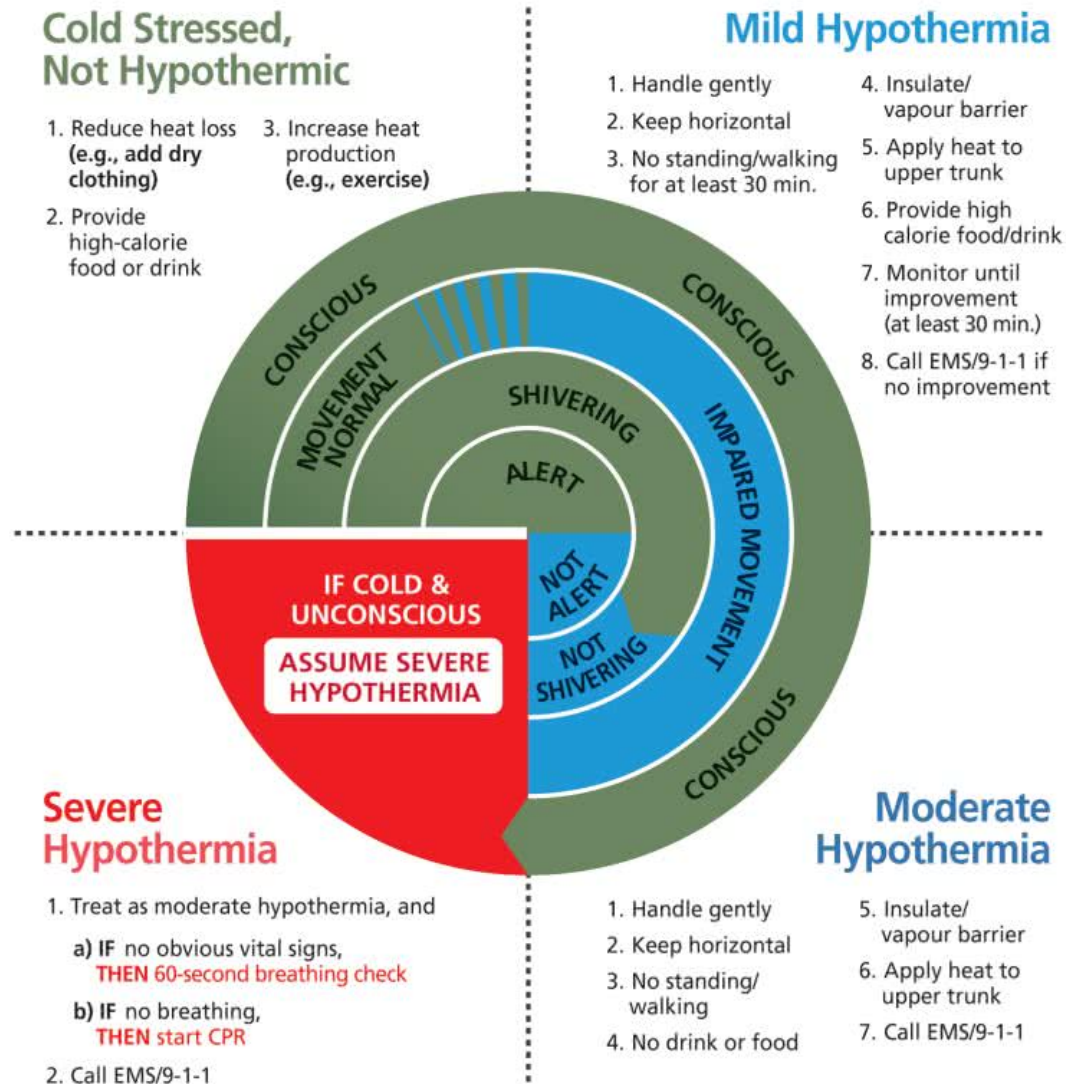 Cold Stressed,
Not Hypothermic
1. Reduce heat loss
(e.g., add dry
clothing)
2. Provide
high-calorie
food or drink
3. Increase heat
production
(e.g., exercise)
Mild Hypothermia
1. Handle gently
2. Keep horizontal
3. No standing/walking
for at least 30 min.
4. Insulate/
vapour barrier
5. Apply heat to
upper trunk
6. Provide high
calorie food/drink
7. Monitor until
improvement
(at least 30 min.)
8. Call EMS/9-1-1 if
no improvement
CONSCIOUS
CONSCIOUS
MOVEMENT
NORMAL
SHIVERING
ALERT
IMPAIRED MOVEMENT
NOT
ALERT
NOT
SHIVERING
CONSCIOUS
IF COLD &
UNCONSCIOUS
ASSUME SEVERE
HYPOTHERMIA
Severe
Hypothermia
1. Treat as moderate hypothermia, and
a) IF no obvious vital signs,
THEN 60-second breathing check
b) IF no breathing,
THEN start CPR
2. Call EMS/9-1-1
Moderate
Hypothermia
1. Handle gently
2. Keep horizontal
3. No standing/
walking
4. No drink or food
5. Insulate/
vapour barrier
6. Apply heat to
upper trunk
7. Call EMS/9-1-1